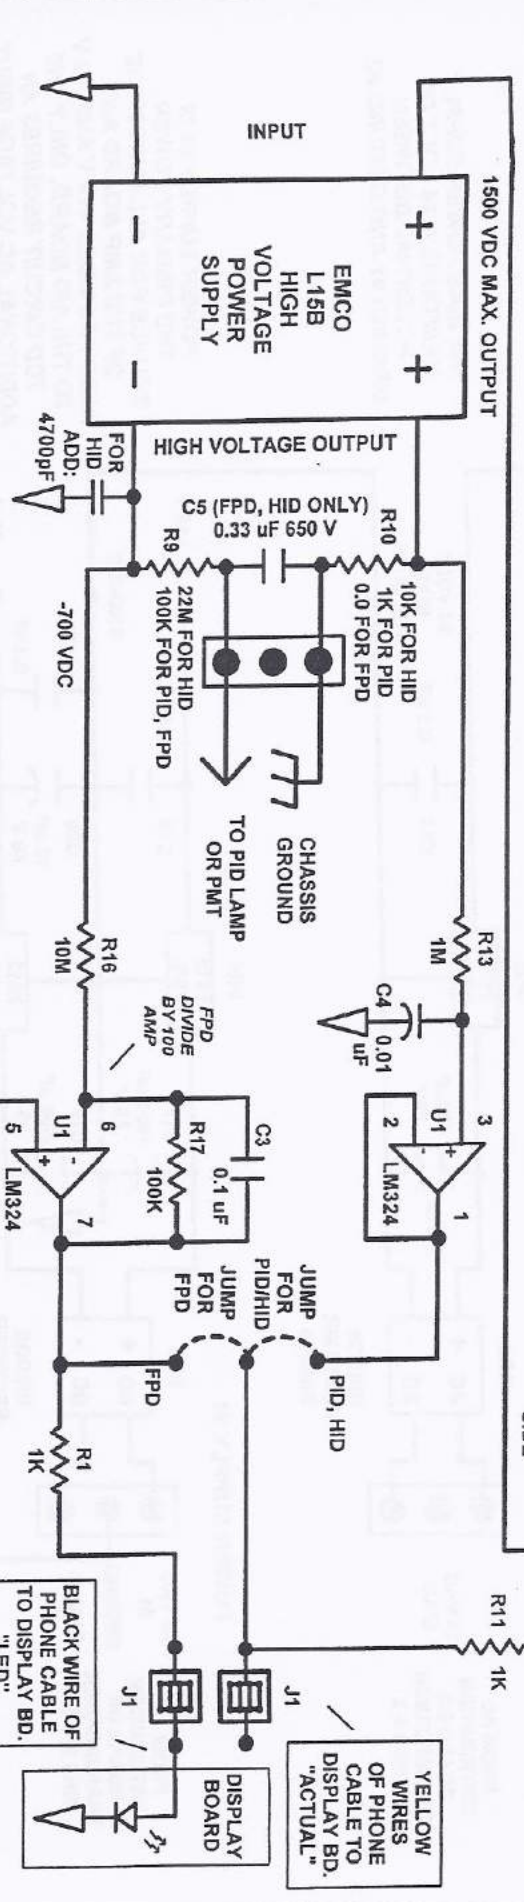 INPUT
1500 VDC MAX. OUTPUT
+
-
EMCO
L15B
HIGH
VOLTAGE
POWER
SUPPLY
+
-
HIGH VOLTAGE OUTPUT
FOR
HID
ADD:
4700pF
C5 (FPD, HID ONLY)
0.33 uF 650 V
R10
10K FOR HID
1K FOR PID
0.0 FOR FPD
R9
22M FOR HID
100K FOR PID, FPD
-700 VDC
CHASSIS
GROUND
TO PID LAMP
OR PMT
R13
1M
R16
10M
C4
0.01
uF
FPD
DIVIDE
BY 100
AMP
3
U1
2
+
-
LM324
1
C3
0.1 uF
R17
100K
6
U1
5
-
+
LM324
7
JUMP
FOR
PID/HID
JUMP
FOR
FPD
PID, HID
FPD
R1
1K
R11
1K
J1
J1
YELLOW
WIRES
OF PHONE
CABLE TO
DISPLAY BD.
"ACTUAL"
BLACK WIRE OF
PHONE CABLE
TO DISPLAY BD.
"LED"
DISPLAY
BOARD